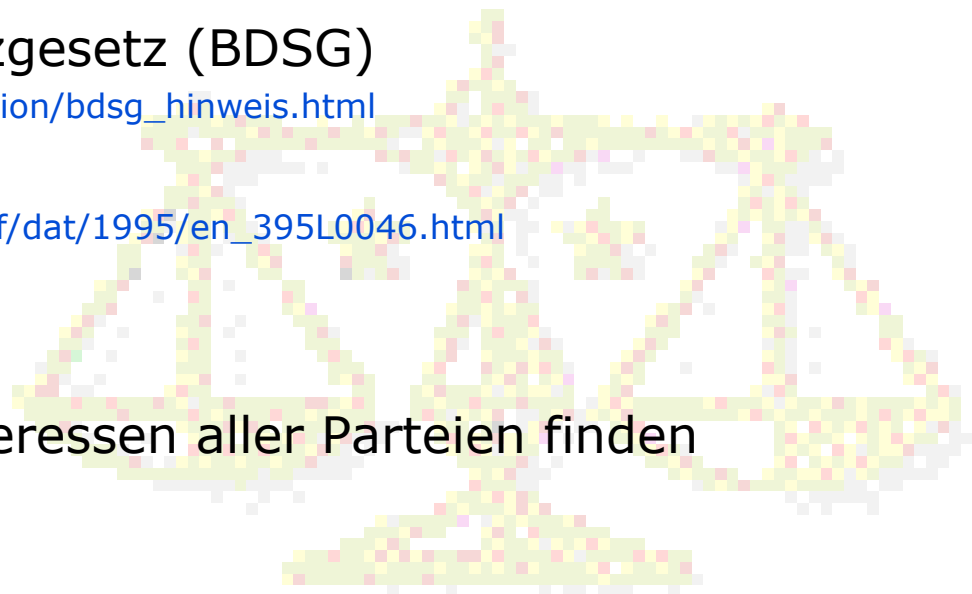 zgesetz (BDSG)
ion/bdsg_hinweis.html
f/dat/1995/en_395L0046.html
eressen aller Parteien finden